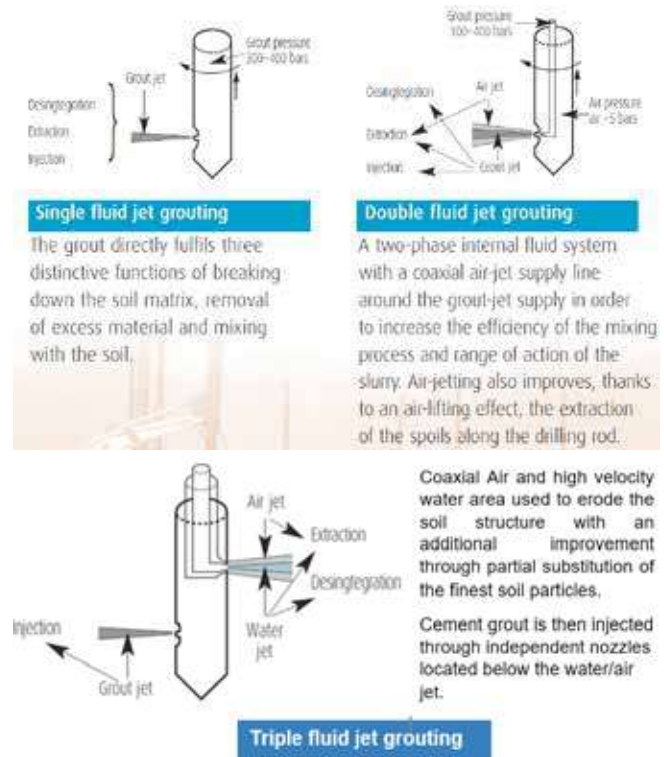 Grout pressure
300–400 bars
Grout jet
Desingtegration
Extraction
Injection
Single fluid jet grouting
The grout directly fulfils three
distinctive functions of breaking
down the soil matrix, removal
of excess material and mixing
with the soil.
Grout pressure
300–400 bars
Air jet
Desingtegration
Extraction
Injection
Grout jet
Air pressure
air ~5 bars
Double fluid jet grouting
A two-phase internal fluid system
with a coaxial air-jet supply line
around the grout-jet supply in order
to increase the efficiency of the mixing
process and range of action of the
slurry. Air-jetting also improves, thanks
to an air-lifting effect, the extraction
of the spoils along the drilling rod.
Air jet
Extraction
Desingtegration
Water
jet
Injection
Grout jet
Coaxial Air and high velocity
water area used to erode the
soil structure with an
additional improvement
through partial substitution of
the finest soil particles.
Cement grout is then injected
through independent nozzles
located below the water/air
jet.
Triple fluid jet grouting